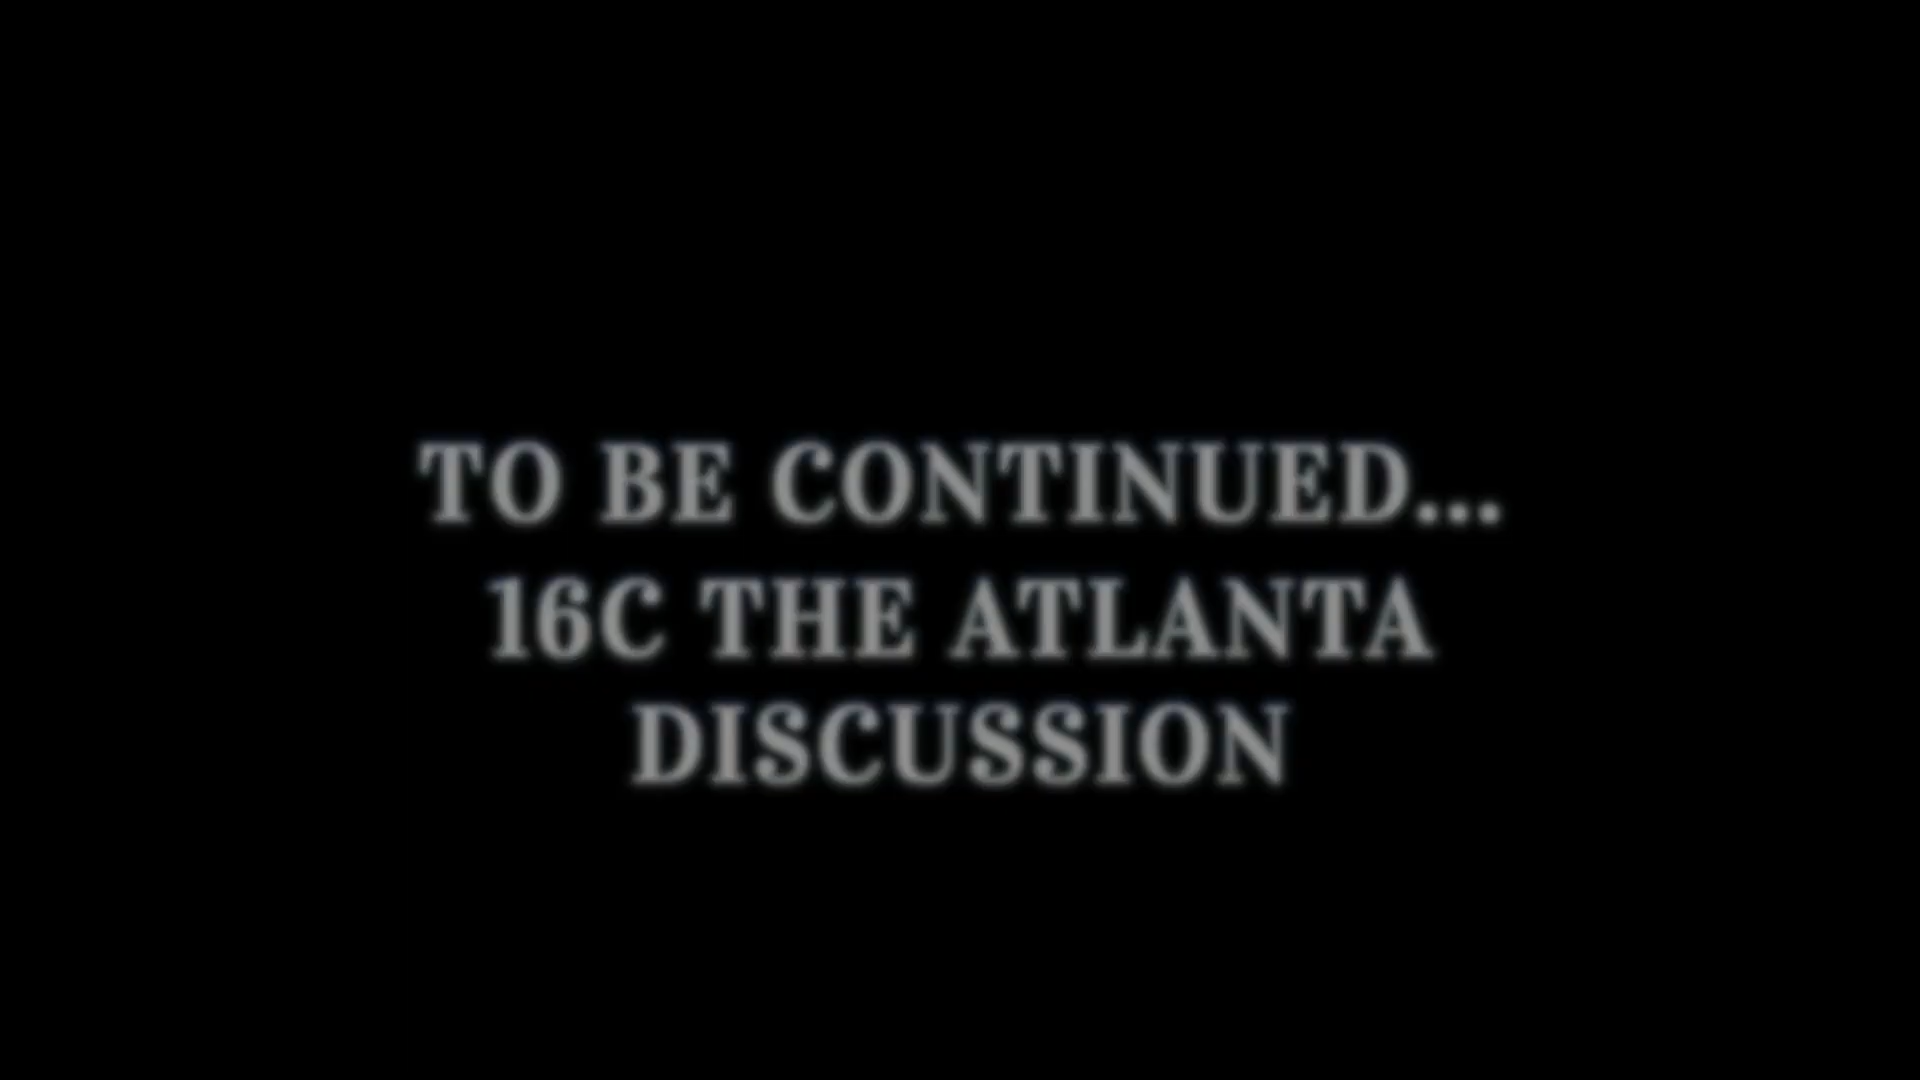 TO BE CONTINUED...
16C THE ATLANTA
DISCUSSION